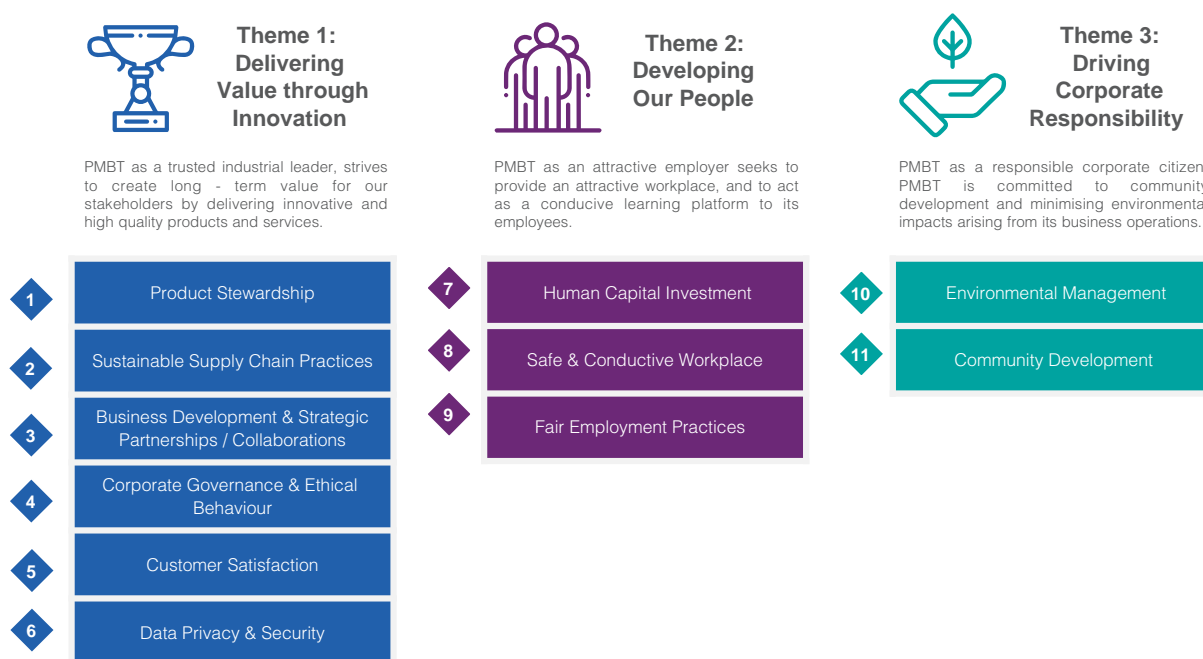 Theme 1:
Delivering
Value through
Innovation
PMBT as a trusted industrial leader, strives
to create long - term value for our
stakeholders by delivering innovative and
high quality products and services.
1
Product Stewardship
2
Sustainable Supply Chain Practices
3
Business Development & Strategic
Partnerships / Collaborations
4
Corporate Governance & Ethical
Behaviour
5
Customer Satisfaction
6
Data Privacy & Security
Theme 2:
Developing
Our People
PMBT as an attractive employer seeks to
provide an attractive workplace, and to act
as a conducive learning platform to its
employees.
7
Human Capital Investment
8
Safe & Conductive Workplace
9
Fair Employment Practices
Theme 3:
Driving
Corporate
Responsibility
PMBT as a responsible corporate citizen
PMBT is committed to community
development and minimising environmental
impacts arising from its business operations.
10
Environmental Management
11
Community Development